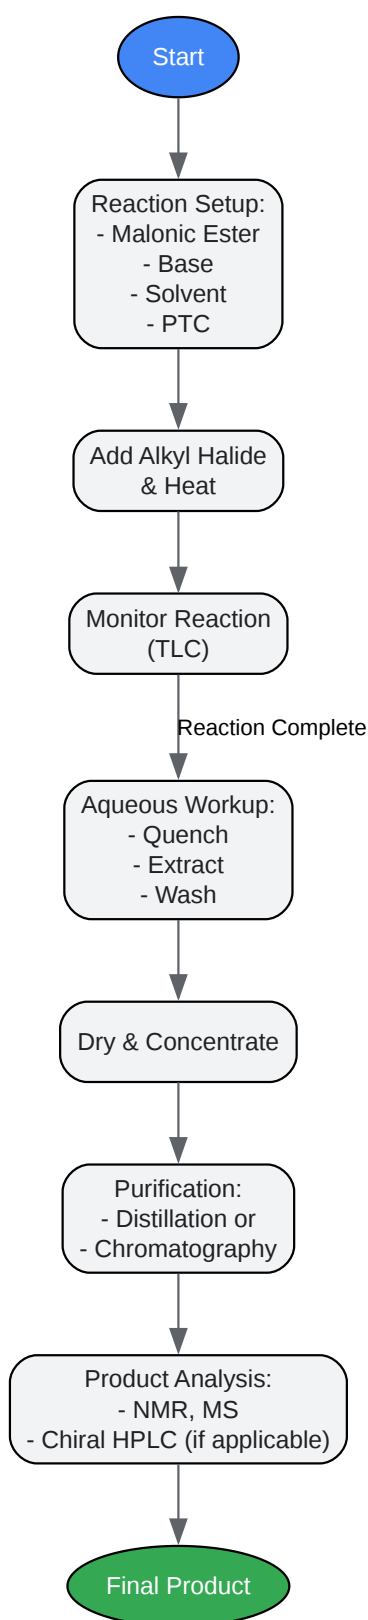 Start
Reaction Setup:
- Malonic Ester
- Base
- Solvent
- PTC
Add Alkyl Halide
& Heat
Monitor Reaction
(TLC)
Reaction Complete
Aqueous Workup:
- Quench
- Extract
- Wash
Dry & Concentrate
Purification:
- Distillation or
- Chromatography
Product Analysis:
- NMR, MS
- Chiral HPLC (if applicable)
Final Product